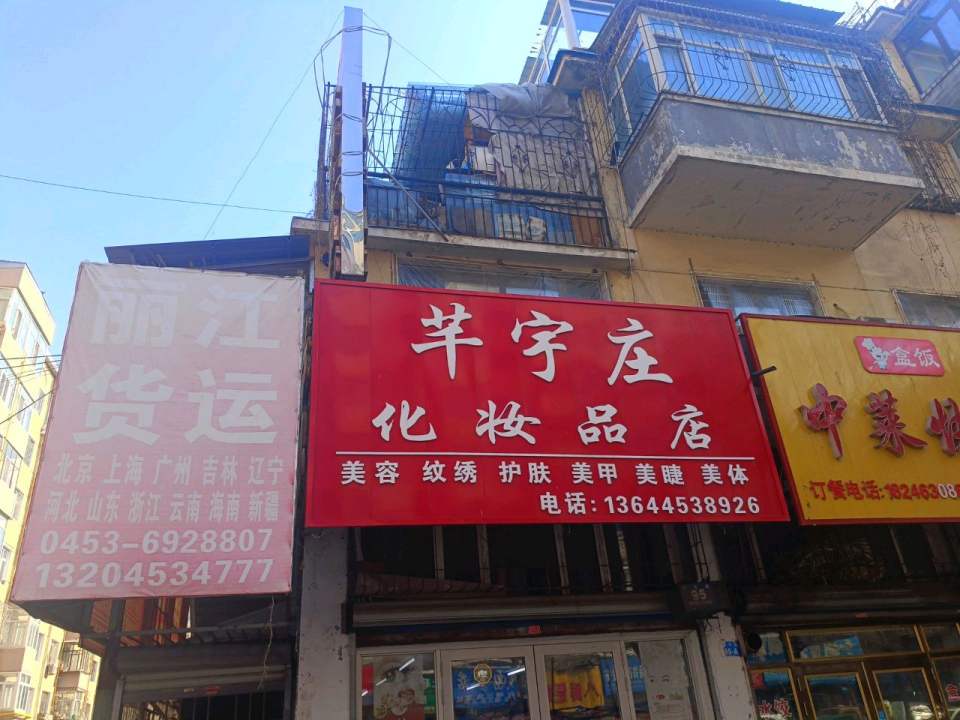 丽江
货运
北京 上海 广州 吉林 辽宁
河北 山东 浙江 云南 海南 新疆
0453-6928807
13204534777
芊宇庄
化妆品店
美容 纹绣 护肤 美甲 美睫 美体
电话:13644538926
盒饭
中菜
订餐电话:1824630